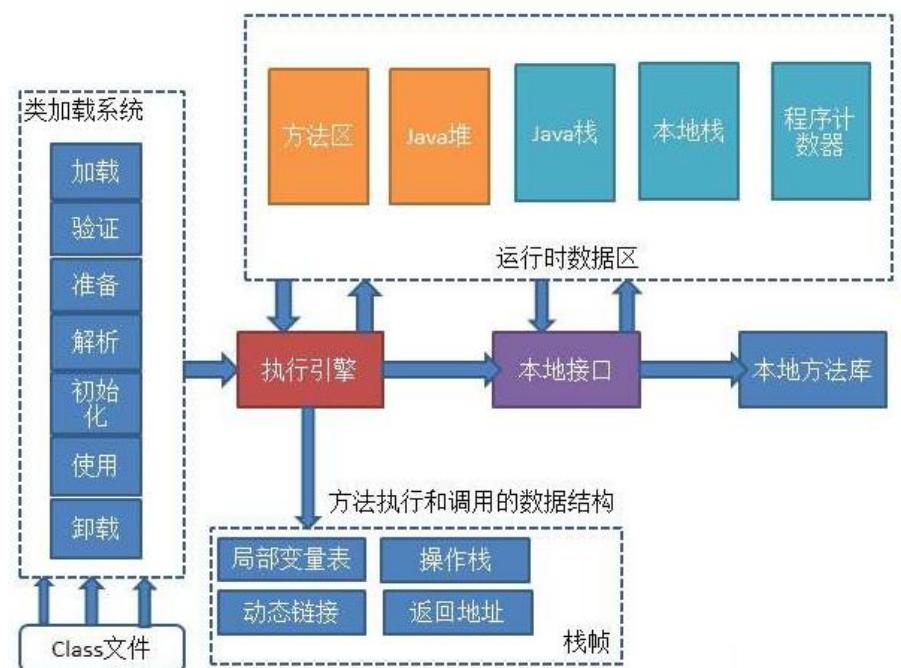 类加载系统
加载
验证
准备
解析
初始
化
使用
卸载
Class文件
方法区
Java堆
Java栈
本地栈
程序计
数器
运行时数据区
执行引擎
本地接口
本地方法库
方法执行和调用的数据结构
局部变量表
操作栈
动态链接
返回地址
栈帧